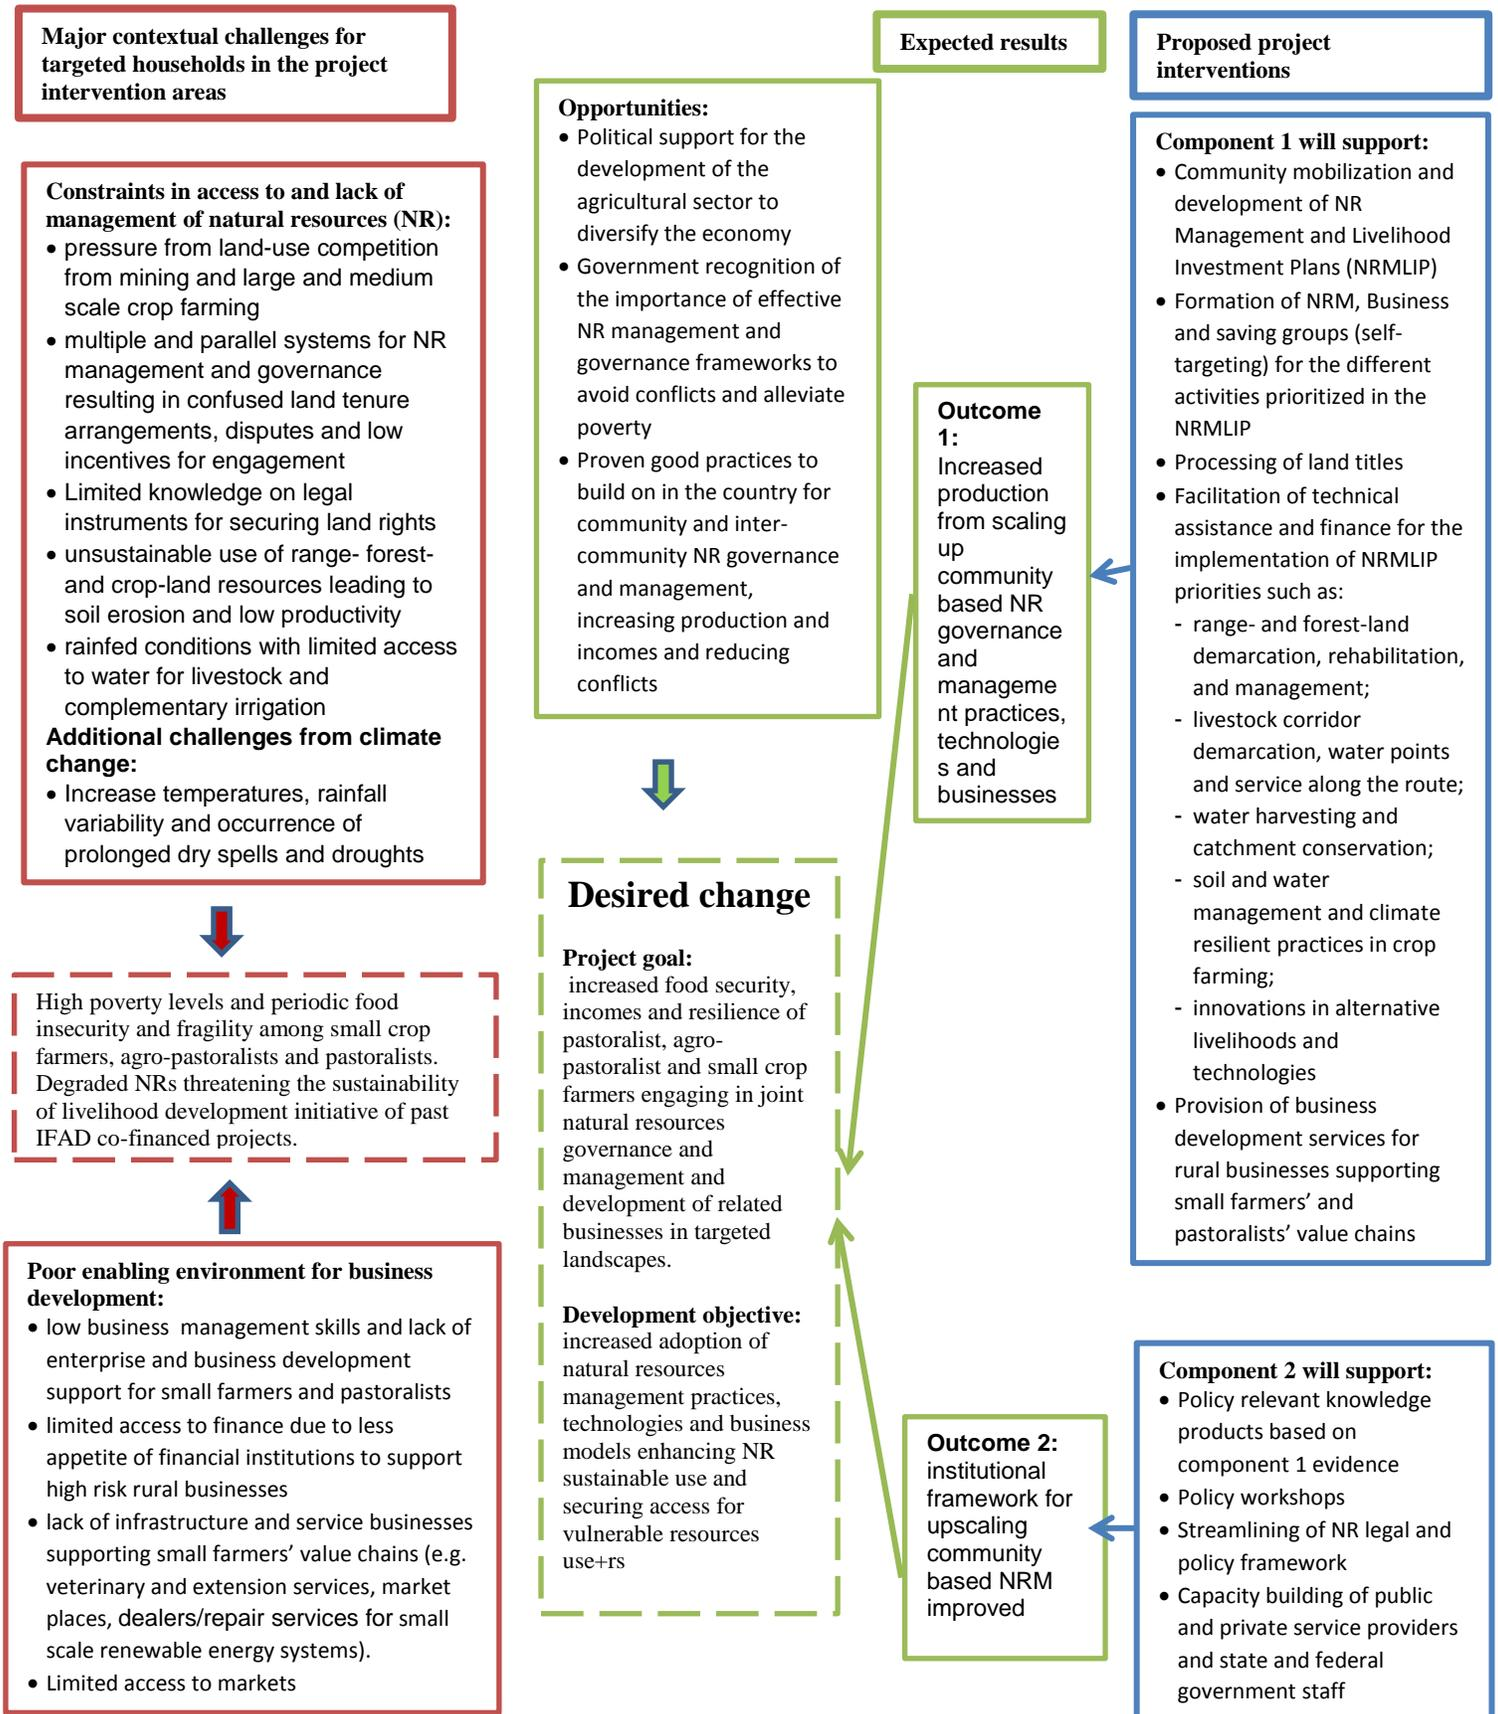 Major contextual challenges for
targeted households in the project
intervention areas
Constraints in access to and lack of
management of natural resources (NR):
• pressure from land-use competition
from mining and large and medium
scale crop farming
• multiple and parallel systems for NR
management and governance
resulting in confused land tenure
arrangements, disputes and low
incentives for engagement
• Limited knowledge on legal
instruments for securing land rights
• unsustainable use of range- forest-
and crop-land resources leading to
soil erosion and low productivity
• rainfed conditions with limited access
to water for livestock and
complementary irrigation
Additional challenges from climate
change:
• Increase temperatures, rainfall
variability and occurrence of
prolonged dry spells and droughts
High poverty levels and periodic food
insecurity and fragility among small crop
farmers, agro-pastoralists and pastoralists.
Degraded NRs threatening the sustainability
of livelihood development initiative of past
IFAD co-financed projects.
Poor enabling environment for business
development:
• low business  management skills and lack of
enterprise and business development
support for small farmers and pastoralists
• limited access to finance due to less
appetite of financial institutions to support
high risk rural businesses
• lack of infrastructure and service businesses
supporting small farmers’ value chains (e.g.
veterinary and extension services, market
places, dealers/repair services for small
scale renewable energy systems).
• Limited access to markets
Opportunities:
• Political support for the
development of the
agricultural sector to
diversify the economy
• Government recognition of
the importance of effective
NR management and
governance frameworks to
avoid conflicts and alleviate
poverty
• Proven good practices to
build on in the country for
community and inter-
community NR governance
and management,
increasing production and
incomes and reducing
conflicts
Desired change
Project goal:
increased food security,
incomes and resilience of
pastoralist, agro-
pastoralist and small crop
farmers engaging in joint
natural resources
governance and
management and
development of related
businesses in targeted
landscapes.
Development objective:
increased adoption of
natural resources
management practices,
technologies and business
models enhancing NR
sustainable use and
securing access for
vulnerable resources
use+rs
Expected results
Outcome
1:
Increased
production
from scaling
up
community
based NR
governance
and
manageme
nt practices,
technologie
s and
businesses
Outcome 2:
institutional
framework for
upscaling
community
based NRM
improved
Proposed project
interventions
Component 1 will support:
• Community mobilization and
development of NR
Management and Livelihood
Investment Plans (NRMLIP)
• Formation of NRM, Business
and saving groups (self-
targeting) for the different
activities prioritized in the
NRMLIP
• Processing of land titles
• Facilitation of technical
assistance and finance for the
implementation of NRMLIP
priorities such as:
- range- and forest-land
demarcation, rehabilitation,
and management;
- livestock corridor
demarcation, water points
and service along the route;
- water harvesting and
catchment conservation;
- soil and water
management and climate
resilient practices in crop
farming;
- innovations in alternative
livelihoods and
technologies
• Provision of business
development services for
rural businesses supporting
small farmers’ and
pastoralists’ value chains
Component 2 will support:
• Policy relevant knowledge
products based on
component 1 evidence
• Policy workshops
• Streamlining of NR legal and
policy framework
• Capacity building of public
and private service providers
and state and federal
government staff